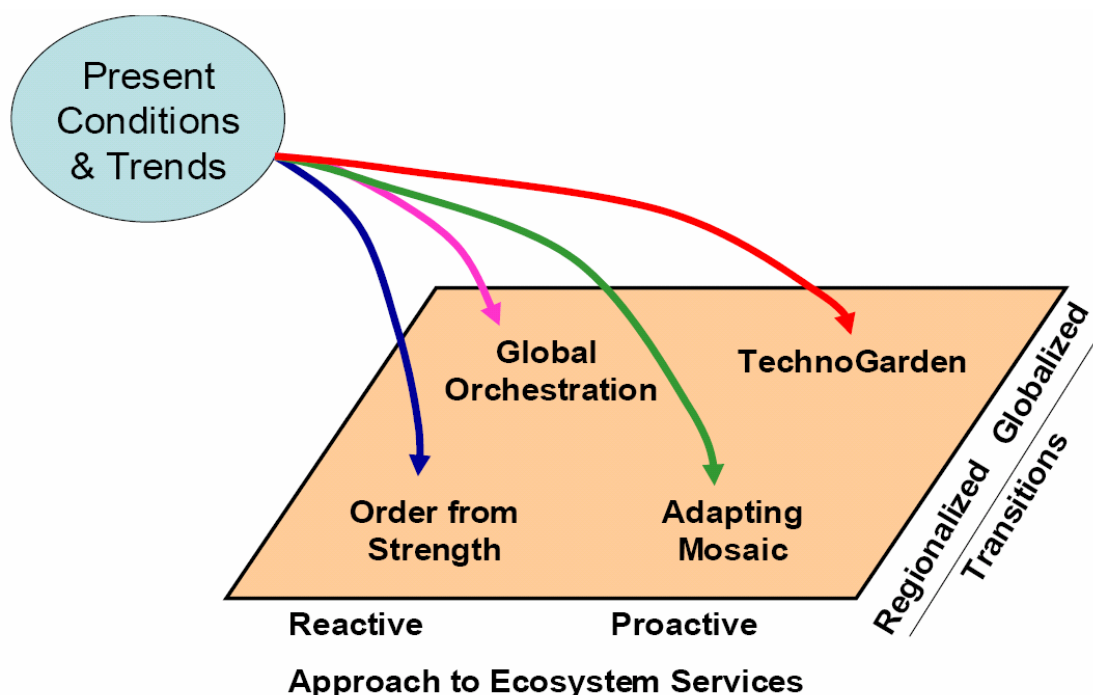 Present
Conditions
& Trends
Global
Orchestration
TechnoGarden
Order from
Strength
Adapting
Mosaic
Regionalized Globalized
Transitions
Reactive
Proactive
Approach to Ecosystem Services